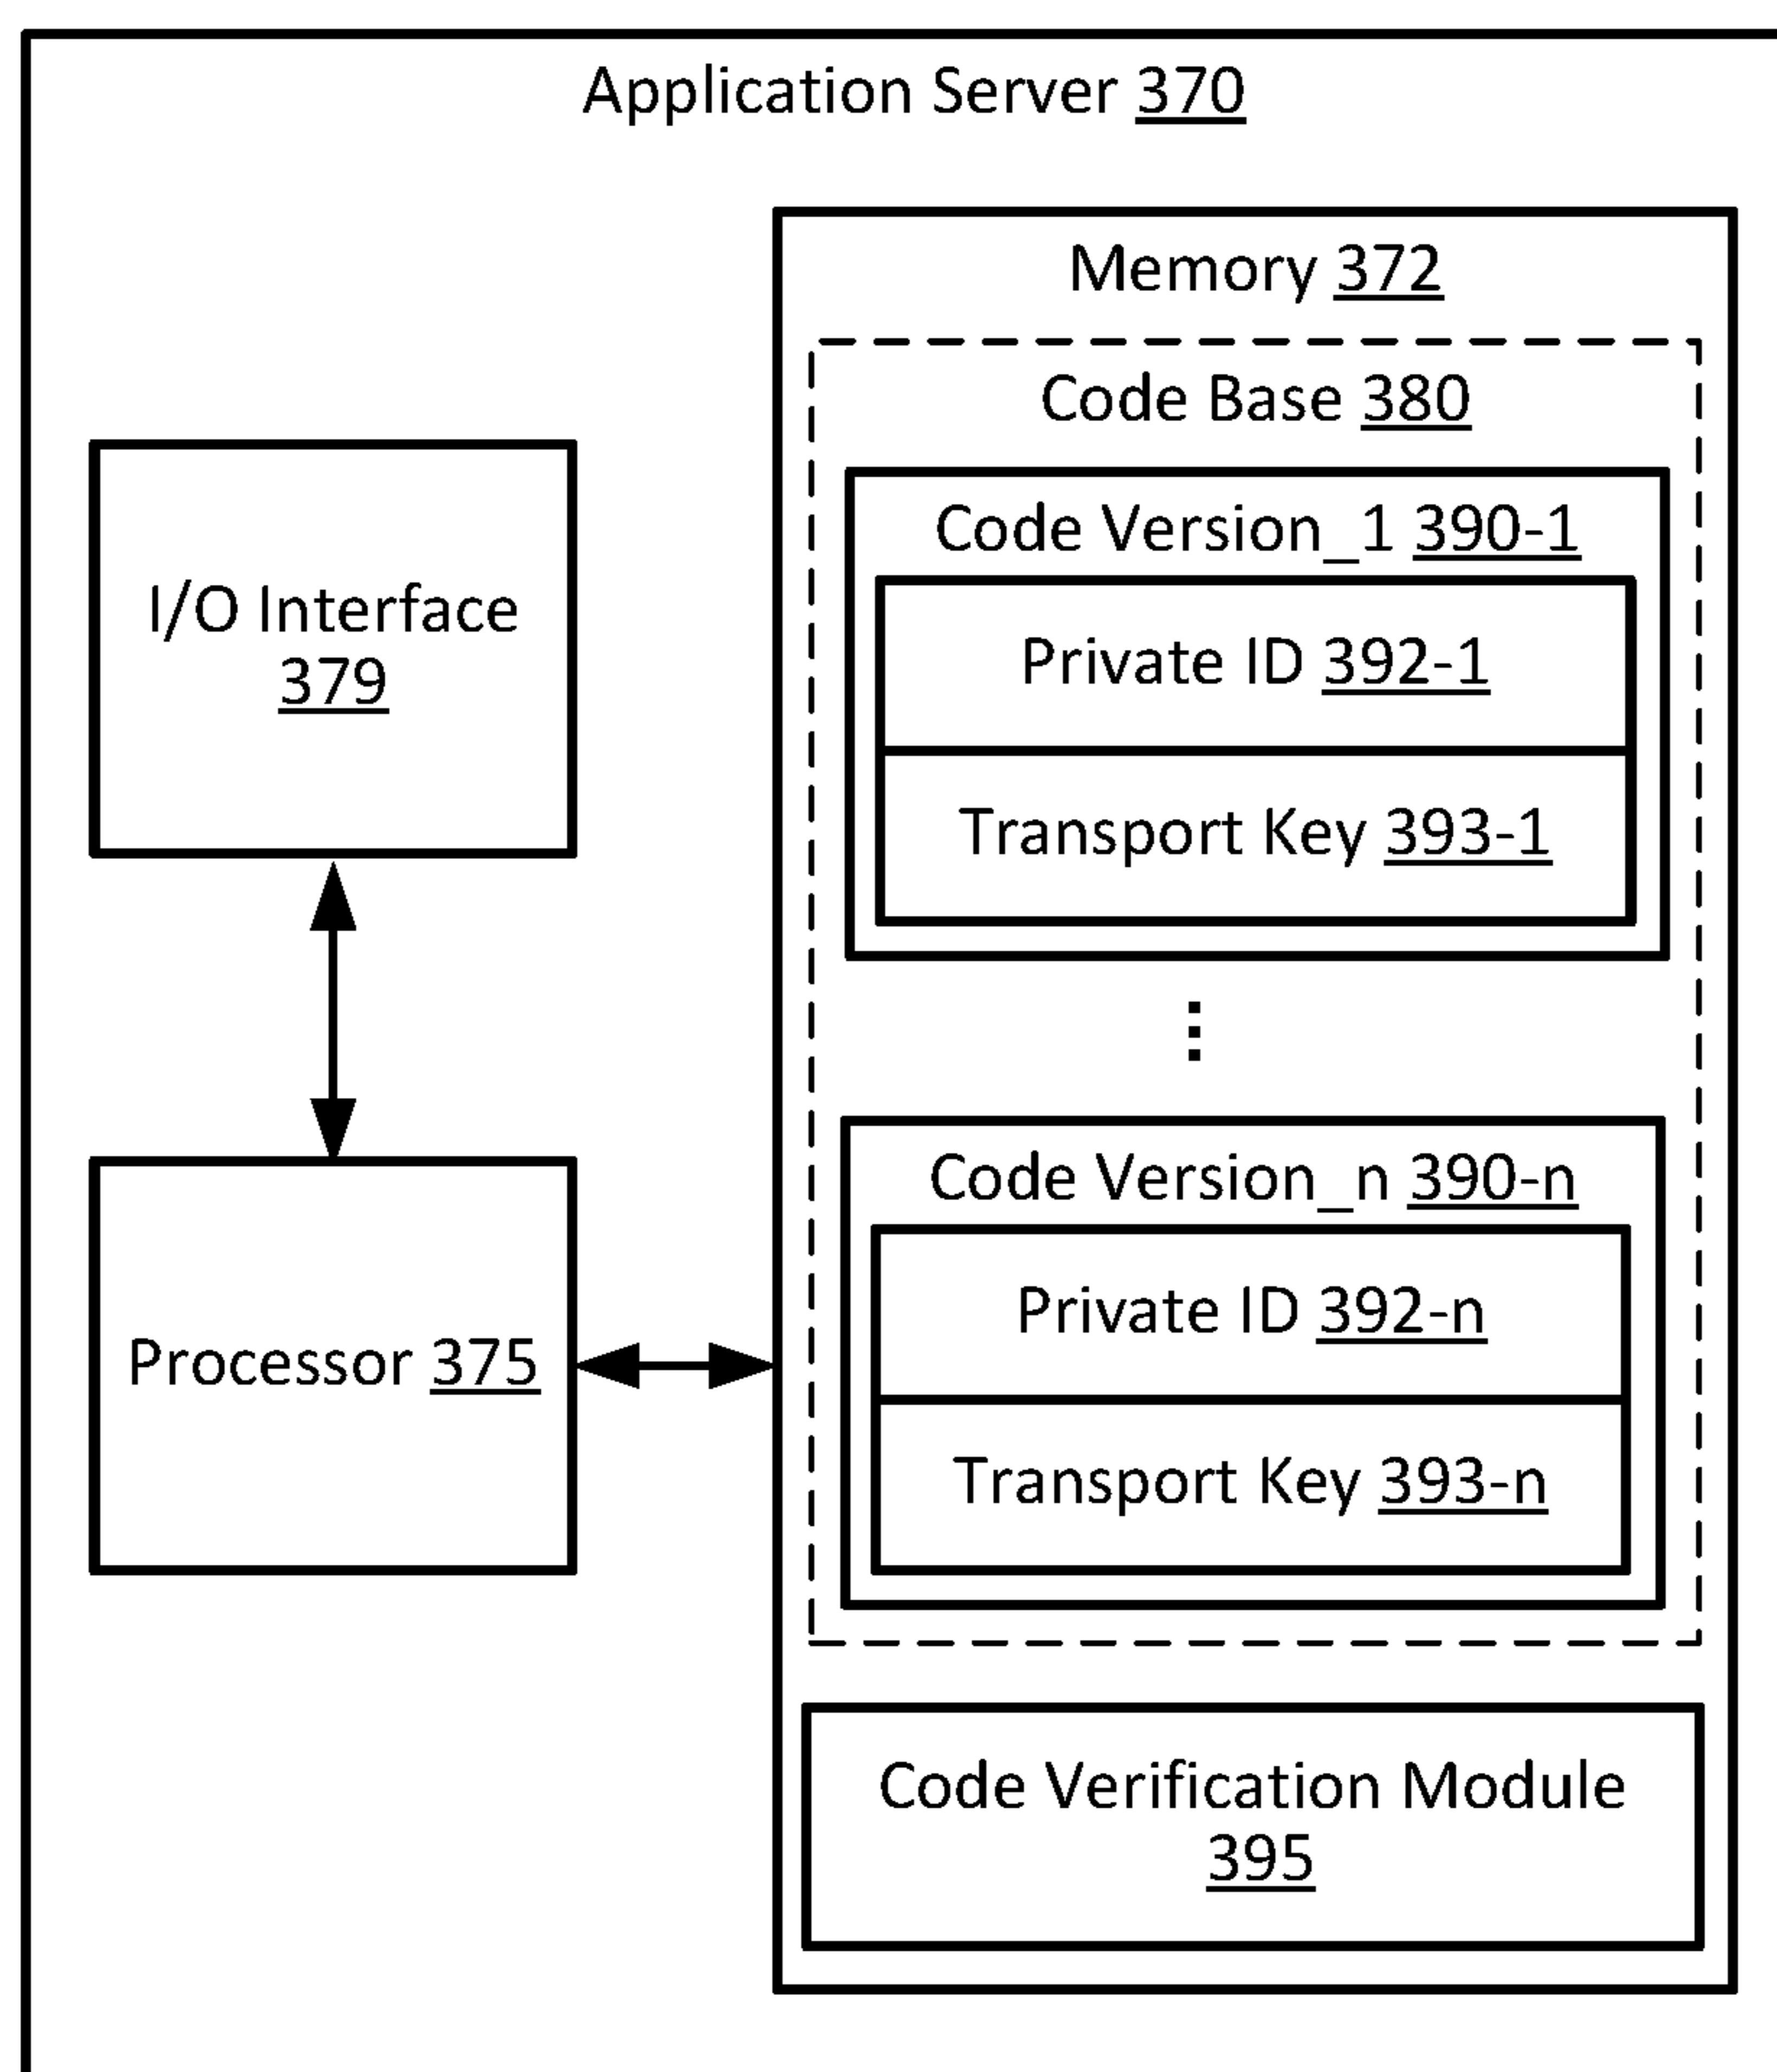 Application Server 370
Memory 372
Code Base 380
Code Version_1 390-1
Private ID 392-1
Transport Key 393-1
I/O Interface
379
⋮
Code Version_n 390-n
Private ID 392-n
Transport Key 393-n
Processor 375
Code Verification Module
395